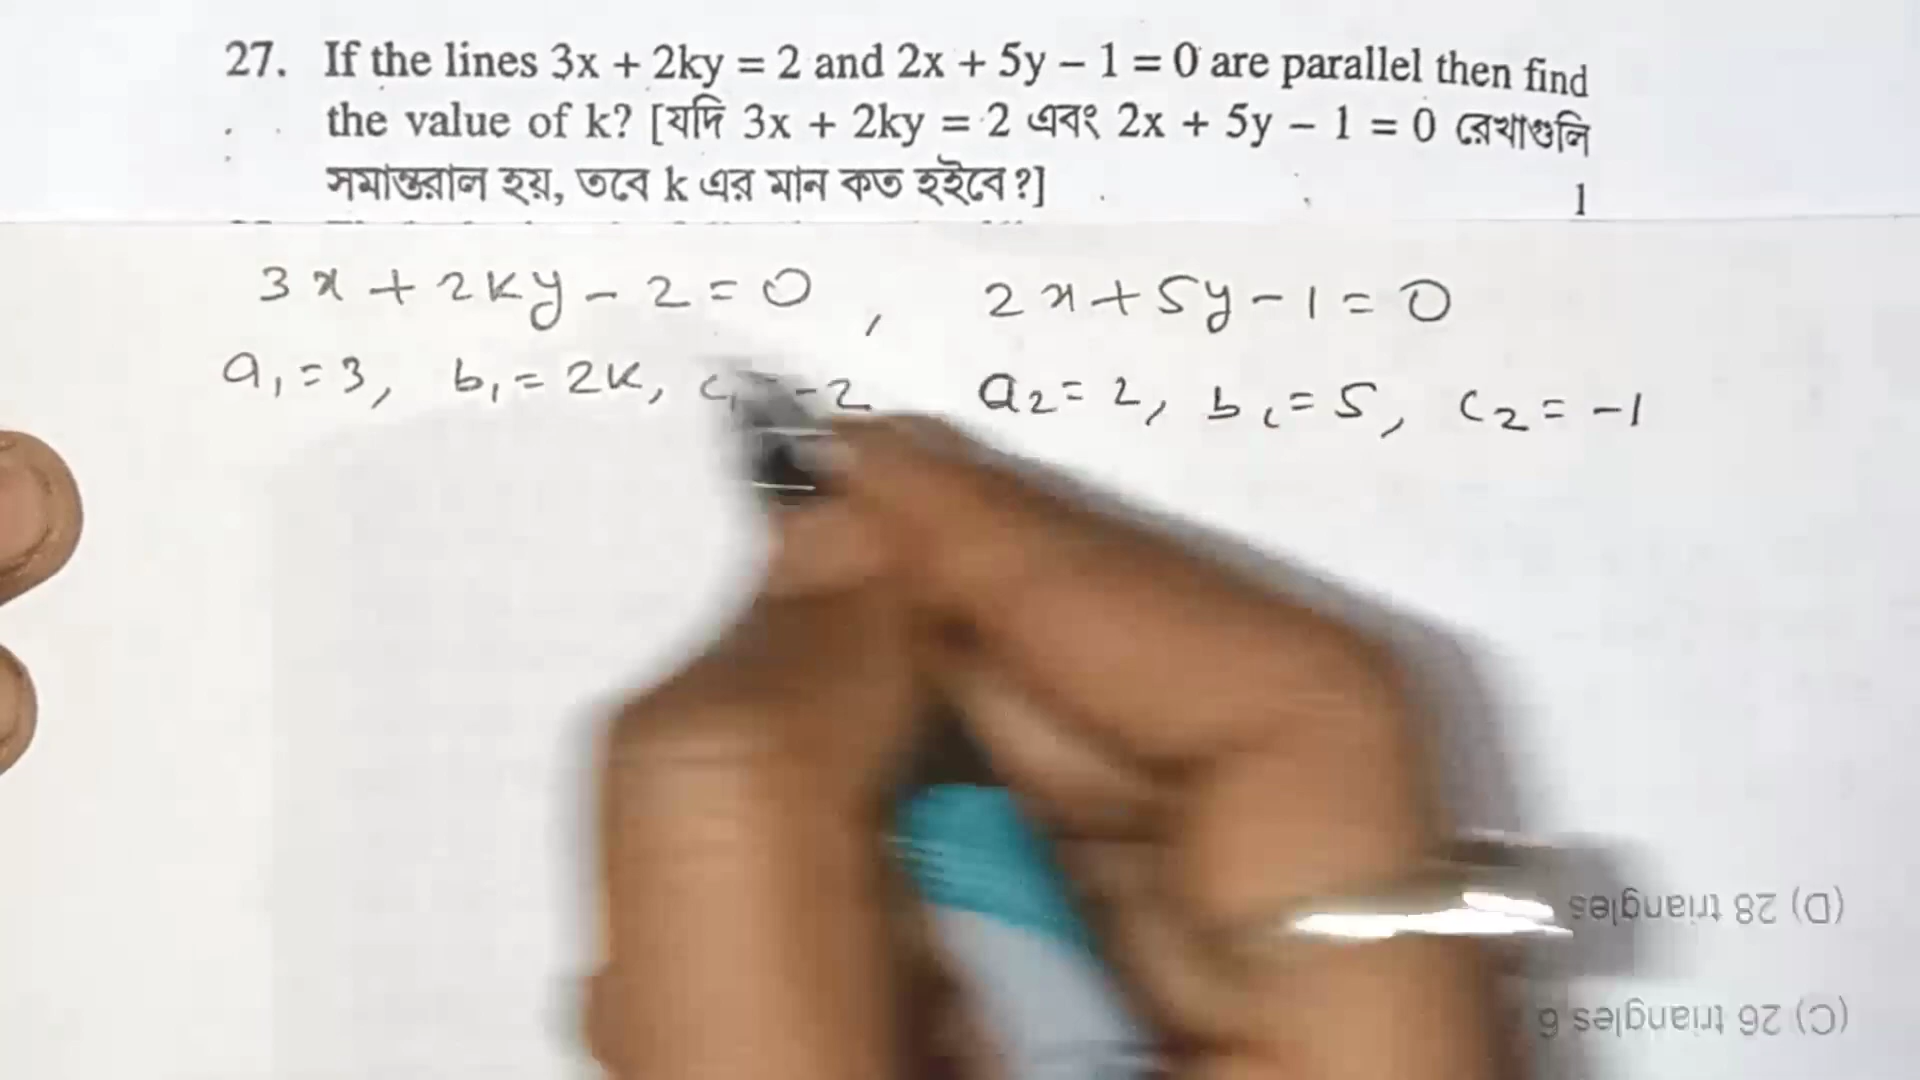 27. If the lines 3x + 2ky = 2 and 2x + 5y − 1 = 0 are parallel then find
the value of k? [যদি 3x + 2ky = 2 এবং 2x + 5y − 1 = 0 রেখাগুলি
সমান্তরাল হয়, তবে k এর মান কত হইবে?] 1
3x + 2ky − 2 = 0 , 2x + 5y − 1 = 0
a₁ = 3, b₁ = 2k, c₁ = −2 a₂ = 2, b₂ = 5, c₂ = −1
(D) 28 triangles
(C) 26 triangles 6